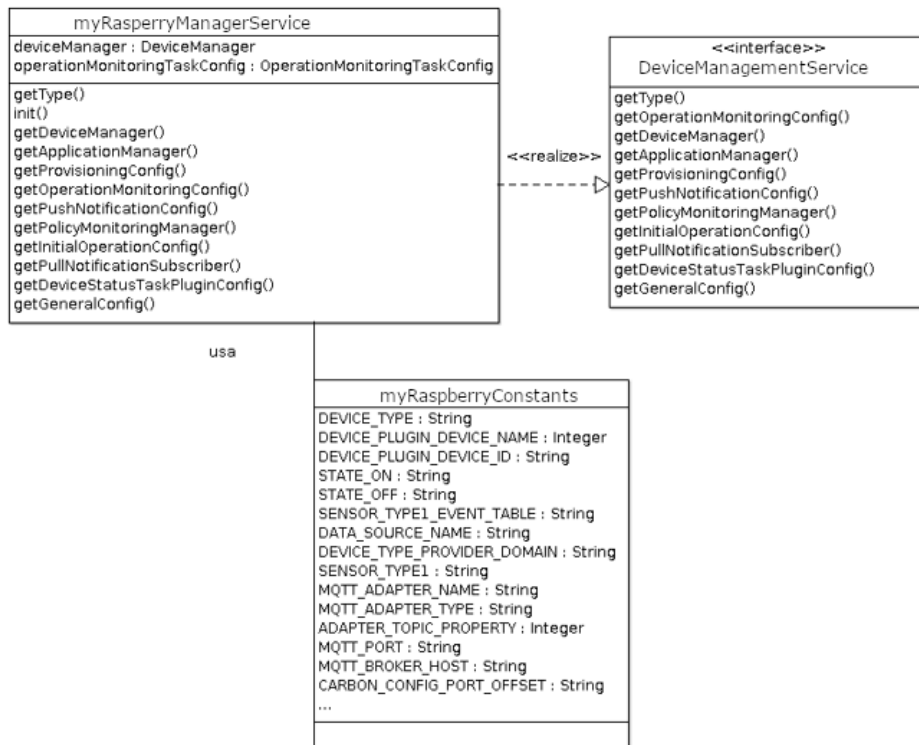 myRasperryManagerService
deviceManager : DeviceManager
operationMonitoringTaskConfig : OperationMonitoringTaskConfig
getType()
init()
getDeviceManager()
getApplicationManager()
getProvisioningConfig()
getOperationMonitoringConfig()
getPushNotificationConfig()
getPolicyMonitoringManager()
getInitialOperationConfig()
getPullNotificationSubscriber()
getDeviceStatusTaskPluginConfig()
getGeneralConfig()
<<realize>>
<<interface>>
DeviceManagementService
getType()
getOperationMonitoringConfig()
getDeviceManager()
getApplicationManager()
getProvisioningConfig()
getPushNotificationConfig()
getPolicyMonitoringManager()
getInitialOperationConfig()
getPullNotificationSubscriber()
getDeviceStatusTaskPluginConfig()
getGeneralConfig()
usa
myRaspberryConstants
DEVICE_TYPE : String
DEVICE_PLUGIN_DEVICE_NAME : Integer
DEVICE_PLUGIN_DEVICE_ID : String
STATE_ON : String
STATE_OFF : String
SENSOR_TYPE1_EVENT_TABLE : String
DATA_SOURCE_NAME : String
DEVICE_TYPE_PROVIDER_DOMAIN : String
SENSOR_TYPE1 : String
MQTT_ADAPTER_NAME : String
MQTT_ADAPTER_TYPE : String
ADAPTER_TOPIC_PROPERTY : Integer
MQTT_PORT : String
MQTT_BROKER_HOST : String
CARBON_CONFIG_PORT_OFFSET : String
...